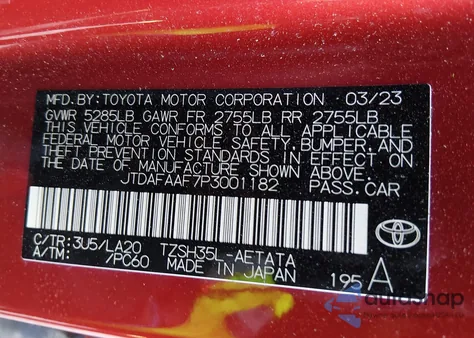 MFD.BY:TOYOTA MOTOR CORPORATION 03/23
GVWR 5285LB GAWR FR 2755LB RR 2755LB
THIS VEHICLE CONFORMS TO ALL APPLICABLE
FEDERAL MOTOR VEHICLE SAFETY, BUMPER, AND
THEFT PREVENTION STANDARDS IN EFFECT ON
THE DATE OF MANUFACTURE SHOWN ABOVE.
JTDAFAAF7P3001182 PASS.CAR
C/TR:3U5/LA20 TZSH35L-AETATA
A/TM: /PC60 MADE IN JAPAN 195 A
autosnap